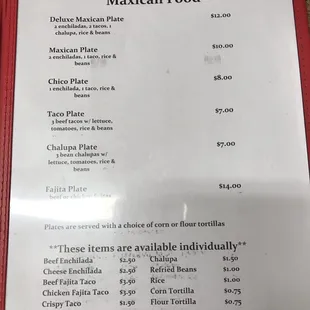 Maxican Food
Deluxe Mexican Plate $12.00
2 enchiladas, 2 tacos, 1
chalupa, rice & beans
Maxican Plate $10.00
2 enchiladas, 1 taco, rice &
beans
Chico Plate $8.00
1 enchilada, 1 taco, rice &
beans
Taco Plate $7.00
3 beef tacos w/ lettuce,
tomatoes, rice & beans
Chalupa Plate $7.00
3 bean chalupas w/
lettuce, tomatoes, rice &
beans
Fajita Plate $14.00
Plates are served with a choice of corn or flour tortillas
**These items are available individually**
Beef Enchilada $2.50 Chalupa $1.50
Cheese Enchilada $2.50 Refried Beans $1.00
Beef Fajita Taco $3.50 Rice $1.00
Chicken Fajita Taco $3.50 Corn Tortilla $0.75
Crispy Taco $1.50 Flour Tortilla $0.75